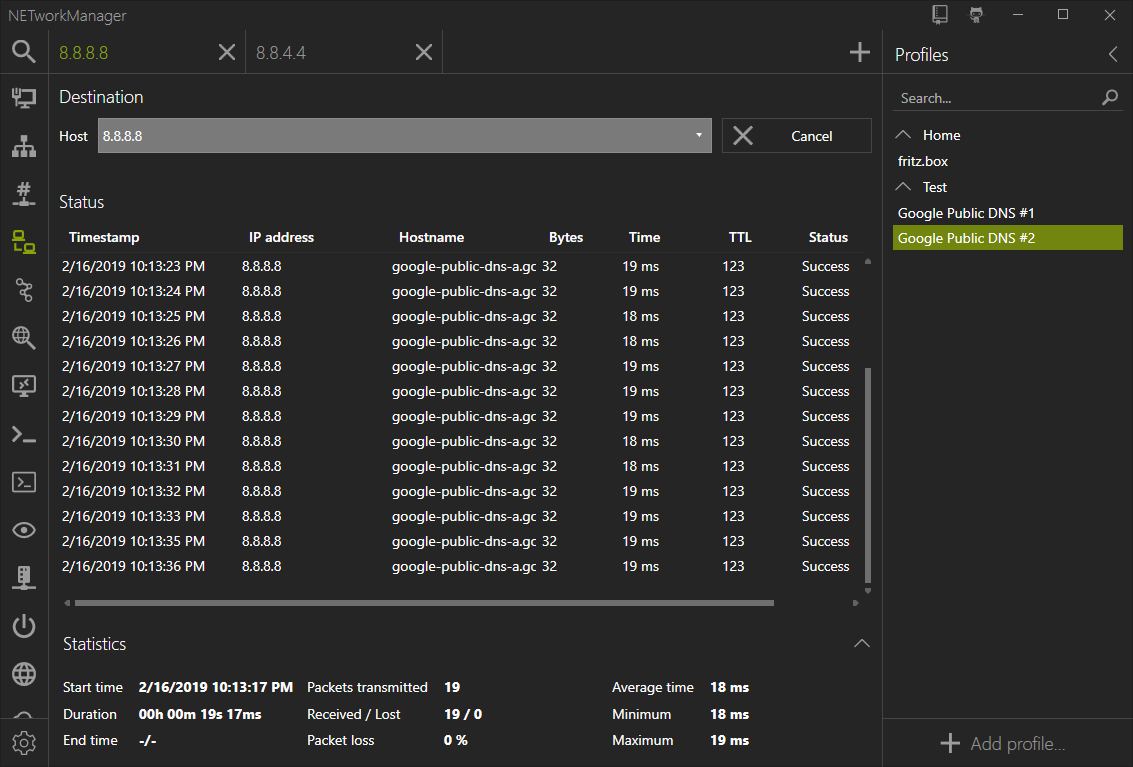 NETworkManager
8.8.8.8 8.8.4.4
Profiles
Destination
Host 8.8.8.8 Cancel
Search...
Home
fritz.box
Test
Google Public DNS #1
Google Public DNS #2
Status
Timestamp IP address Hostname Bytes Time TTL Status
2/16/2019 10:13:23 PM 8.8.8.8 google-public-dns-a.gc 32 19 ms 123 Success
2/16/2019 10:13:24 PM 8.8.8.8 google-public-dns-a.gc 32 19 ms 123 Success
2/16/2019 10:13:25 PM 8.8.8.8 google-public-dns-a.gc 32 18 ms 123 Success
2/16/2019 10:13:26 PM 8.8.8.8 google-public-dns-a.gc 32 18 ms 123 Success
2/16/2019 10:13:27 PM 8.8.8.8 google-public-dns-a.gc 32 19 ms 123 Success
2/16/2019 10:13:28 PM 8.8.8.8 google-public-dns-a.gc 32 19 ms 123 Success
2/16/2019 10:13:29 PM 8.8.8.8 google-public-dns-a.gc 32 19 ms 123 Success
2/16/2019 10:13:30 PM 8.8.8.8 google-public-dns-a.gc 32 18 ms 123 Success
2/16/2019 10:13:31 PM 8.8.8.8 google-public-dns-a.gc 32 18 ms 123 Success
2/16/2019 10:13:32 PM 8.8.8.8 google-public-dns-a.gc 32 19 ms 123 Success
2/16/2019 10:13:33 PM 8.8.8.8 google-public-dns-a.gc 32 19 ms 123 Success
2/16/2019 10:13:35 PM 8.8.8.8 google-public-dns-a.gc 32 19 ms 123 Success
2/16/2019 10:13:36 PM 8.8.8.8 google-public-dns-a.gc 32 19 ms 123 Success
Statistics
Start time 2/16/2019 10:13:17 PM Packets transmitted 19 Average time 18 ms
Duration 00h 00m 19s 17ms Received / Lost 19 / 0 Minimum 18 ms
End time -/- Packet loss 0 % Maximum 19 ms
Add profile...